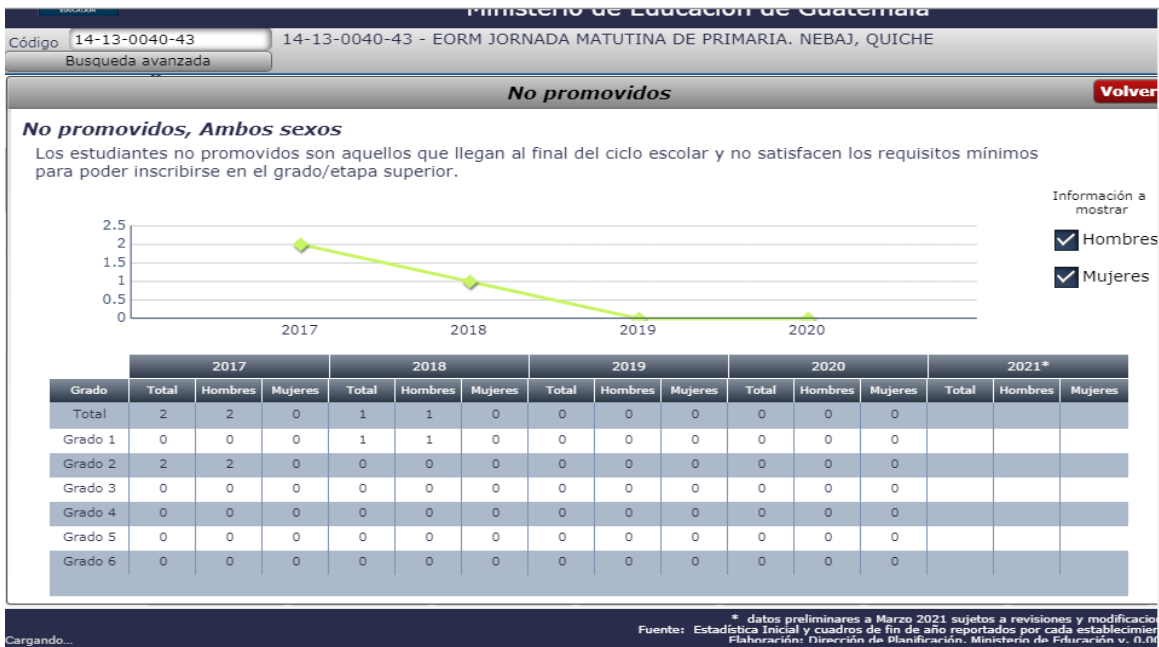 EDUCACION
Ministerio de Educación de Guatemala
Código 14-13-0040-43 14-13-0040-43 - EORM JORNADA MATUTINA DE PRIMARIA. NEBAJ, QUICHE
Busqueda avanzada
No promovidos Volver
No promovidos, Ambos sexos
Los estudiantes no promovidos son aquellos que llegan al final del ciclo escolar y no satisfacen los requisitos mínimos
para poder inscribirse en el grado/etapa superior.
Información a
mostrar
Hombres
Mujeres
2.5
2
1.5
1
0.5
0
2017 2018 2019 2020
2017 2018 2019 2020 2021*
Grado Total Hombres Mujeres Total Hombres Mujeres Total Hombres Mujeres Total Hombres Mujeres Total Hombres Mujeres
Total 2 2 0 1 1 0 0 0 0 0 0 0
Grado 1 0 0 0 1 1 0 0 0 0 0 0 0
Grado 2 2 2 0 0 0 0 0 0 0 0 0 0
Grado 3 0 0 0 0 0 0 0 0 0 0 0 0
Grado 4 0 0 0 0 0 0 0 0 0 0 0 0
Grado 5 0 0 0 0 0 0 0 0 0 0 0 0
Grado 6 0 0 0 0 0 0 0 0 0 0 0 0
* datos preliminares a Marzo 2021 sujetos a revisiones y modificacio
Fuente: Estadística Inicial y cuadros de fin de año reportados por cada establecimier
Cargando... Elaboración: Dirección de Planificación. Ministerio de Educación v. 0.00